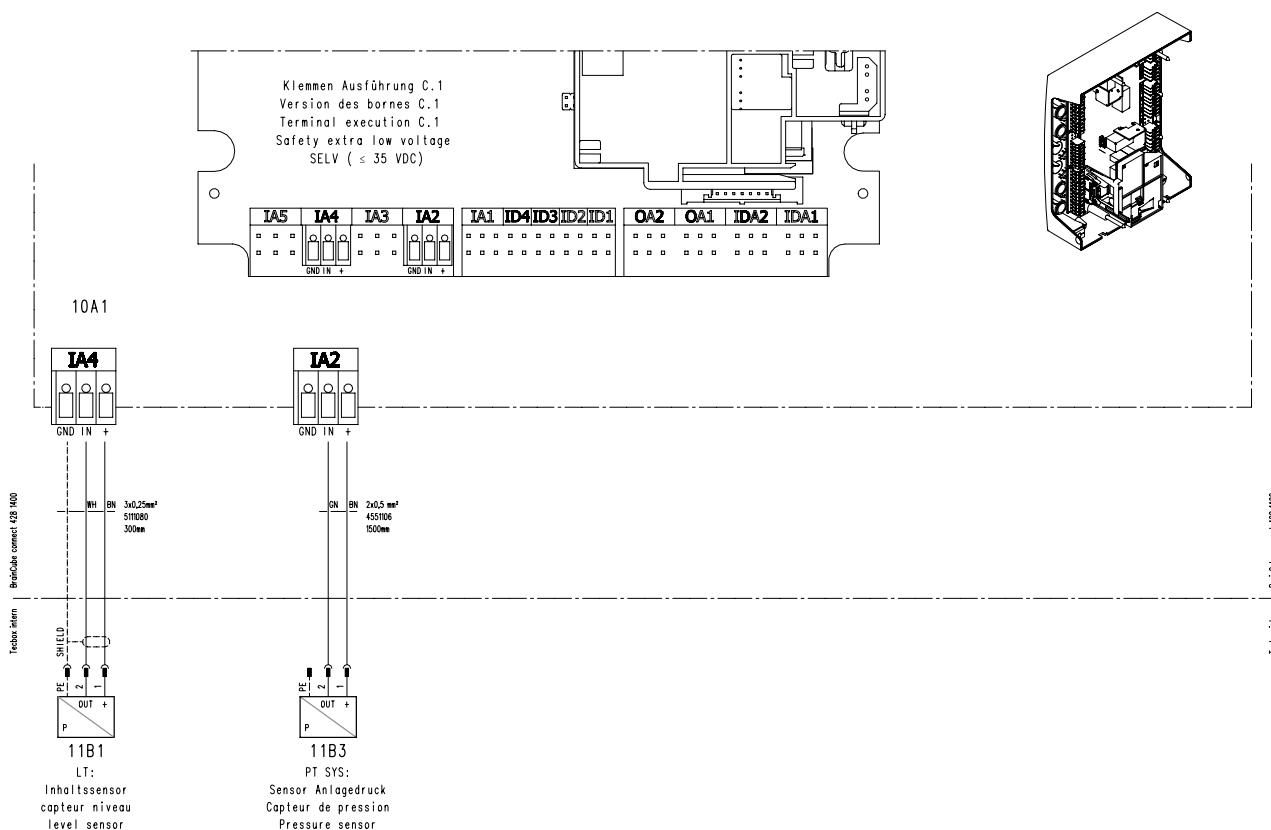 Klemmen Ausführung C.1
Version des bornes C.1
Terminal execution C.1
Safety extra low voltage
SELV ( ≤ 35 VDC)
IA5 IA4 IA3 IA2 IA1 ID4 ID3 ID2 ID1 OA2 OA1 IDA2 IDA1
GND IN + GND IN +
10A1
IA4 IA2
GND IN + GND IN +
WH BN 3x0,25mm²
5111080
300mm
GN BN 2x0,5 mm²
4551106
1500mm
BrainCube connect 428 1400
Tecbox intern
SHIELD
PE 2 1
OUT +
P
11B1
LT:
Inhaltssensor
capteur niveau
level sensor
PE 2 1
OUT +
P
11B3
PT SYS:
Sensor Anlagedruck
Capteur de pression
Pressure sensor